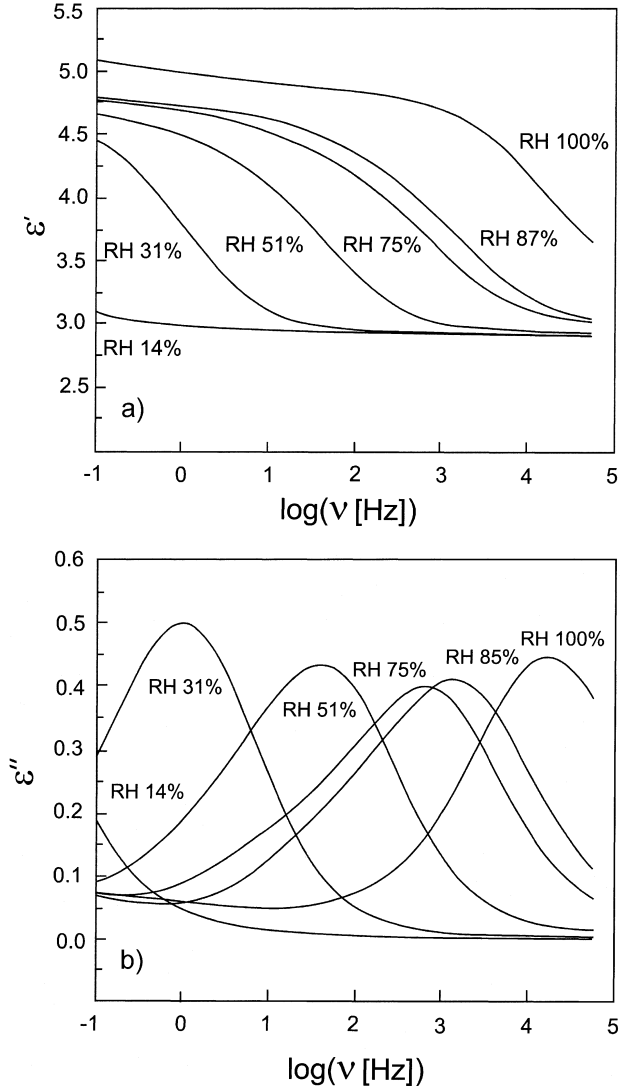 5.5
5.0
4.5
4.0
3.5
3.0
2.5
ε′
RH 100%
RH 87%
RH 31%
RH 51%
RH 75%
RH 14%
a)
-1 0 1 2 3 4 5
log(ν [Hz])
0.6
0.5
0.4
0.3
0.2
0.1
0.0
ε″
RH 100%
RH 85%
RH 75%
RH 31%
RH 51%
RH 14%
b)
-1 0 1 2 3 4 5
log(ν [Hz])